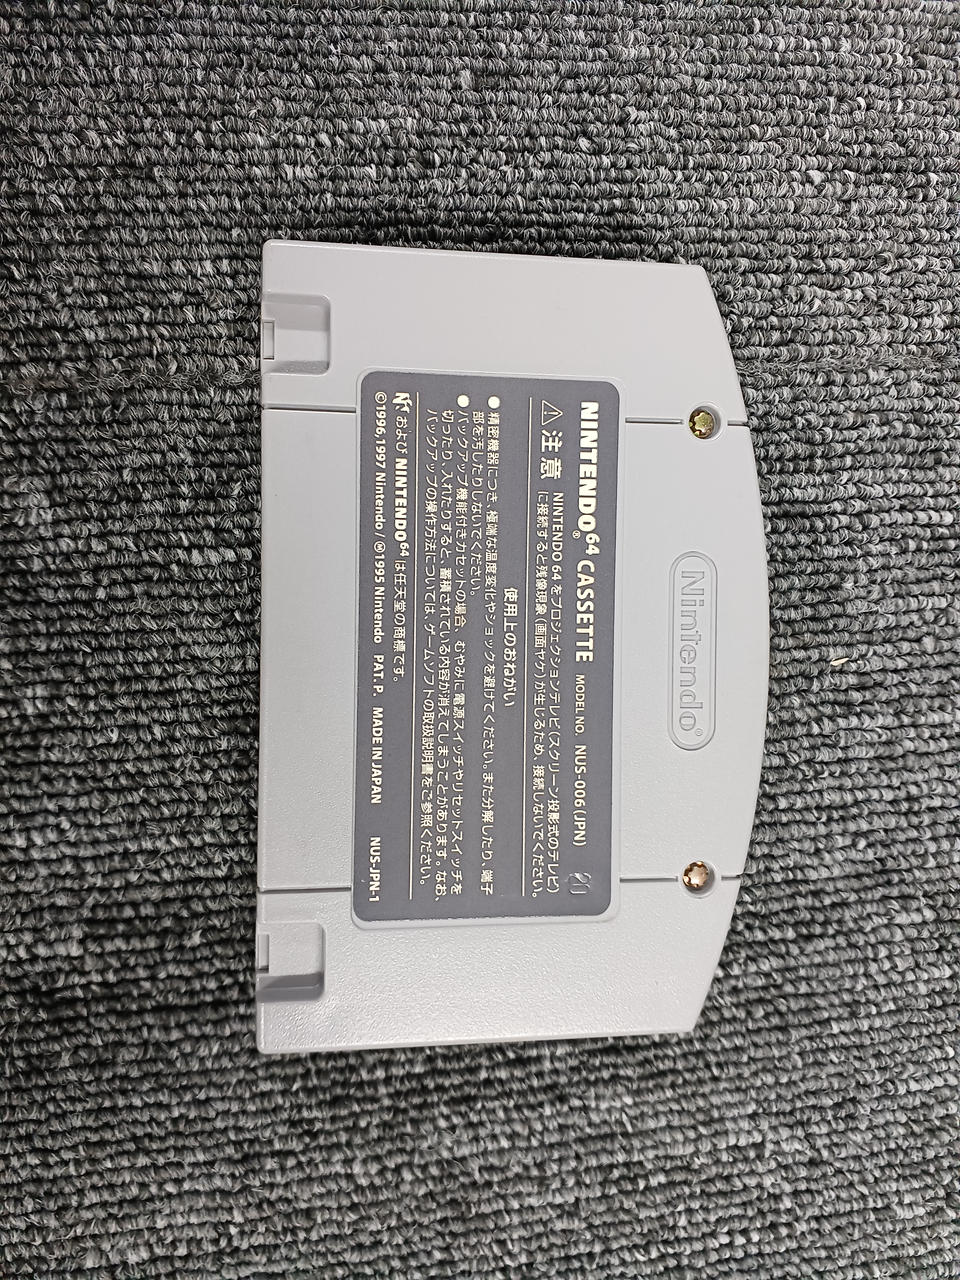 Nintendo®
NINTENDO64® CASSETTE MODEL NO. NUS-006(JPN)
注意 NINTENDO 64をプロジェクションテレビ(スクリーン投影式のテレビ)
に接続すると残像現象(画面ヤケ)が生じるため、接続しないでください。
使用上のおねがい
●精密機器につき、極端な温度変化やショックを避けてください。また分解したり、端子
部を汚したりしないでください。
●バックアップ機能付きカセットの場合、むやみに電源スイッチやリセットスイッチを
切ったり、入れたりすると、蓄積されている内容が消えてしまうことがあります。なお、
バックアップの操作方法については、ゲームソフトの取扱説明書をご参照ください。
および NINTENDO64 は任天堂の商標です。
©1996,1997 Nintendo/Ⓜ1995 Nintendo PAT. P. MADE IN JAPAN NUS-JPN-1